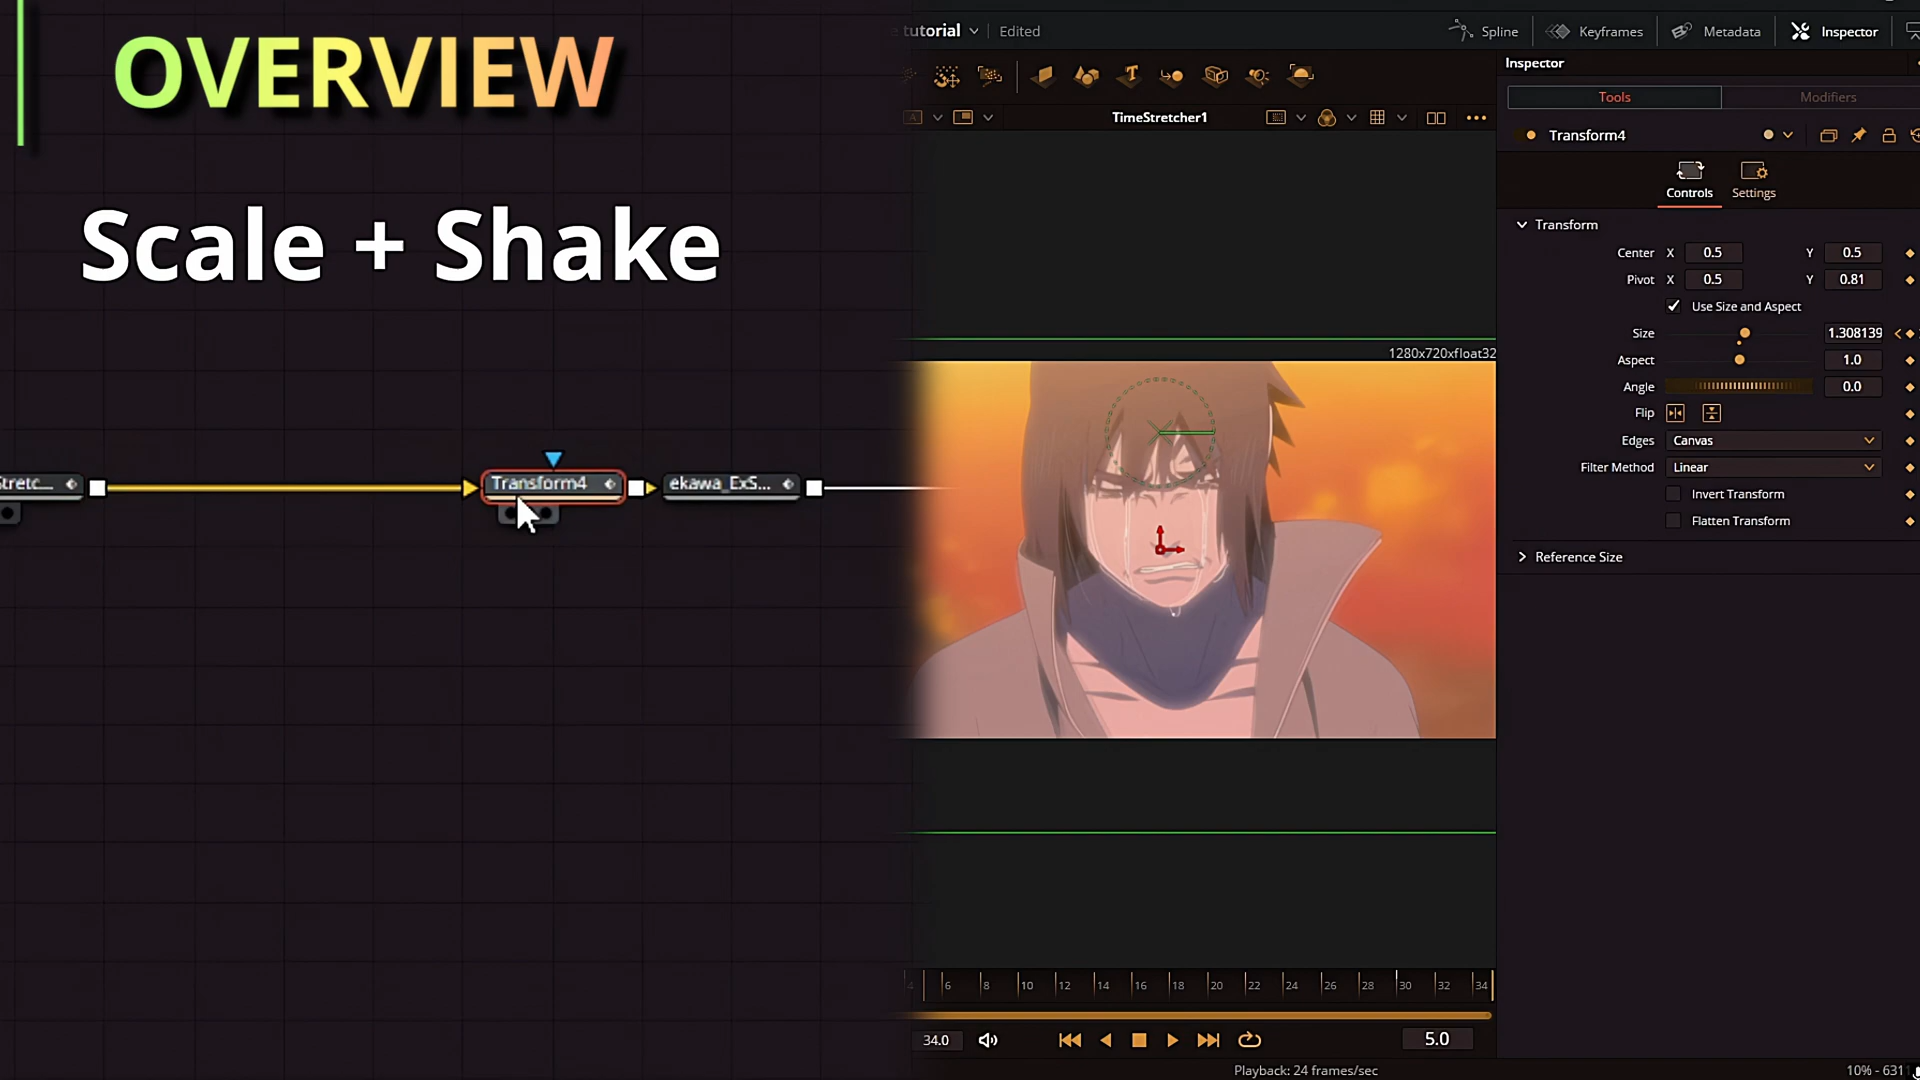 OVERVIEW
Scale + Shake
tutorial
Edited
Spline
Keyframes
Metadata
Inspector
TimeStretcher1
Inspector
Tools
Modifiers
Transform4
Controls
Settings
Transform
Center X 0.5 Y 0.5
Pivot X 0.5 Y 0.81
Use Size and Aspect
Size 1.308139
Aspect 1.0
Angle 0.0
Flip
Edges Canvas
Filter Method Linear
Invert Transform
Flatten Transform
Reference Size
1280x720xfloat32
Stretc...
Transform4
ekawa_ExS...
6 8 10 12 14 16 18 20 22 24 26 28 30 32 34
34.0
5.0
Playback: 24 frames/sec
10% - 6311